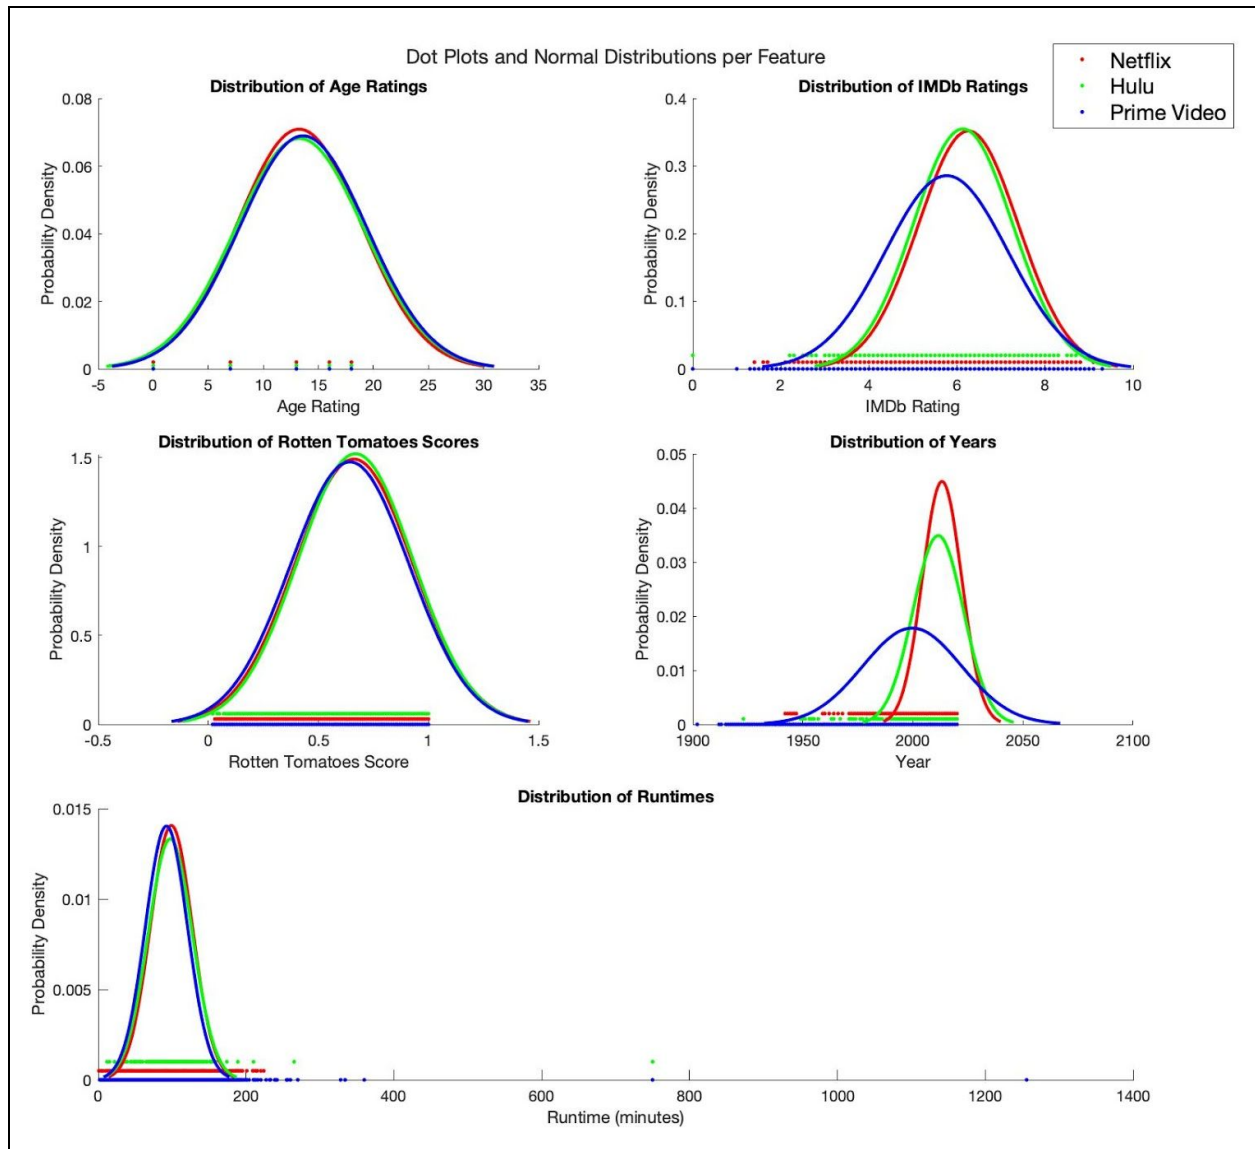 Dot Plots and Normal Distributions per Feature
Netflix
Hulu
Prime Video
Distribution of Age Ratings
0.08
0.06
0.04
0.02
0
Probability Density
-5 0 5 10 15 20 25 30 35
Age Rating
Distribution of IMDb Ratings
0.4
0.3
0.2
0.1
0
Probability Density
0 2 4 6 8 10
IMDb Rating
Distribution of Rotten Tomatoes Scores
1.5
1
0.5
0
Probability Density
-0.5 0 0.5 1 1.5
Rotten Tomatoes Score
Distribution of Years
0.05
0.04
0.03
0.02
0.01
0
Probability Density
1900 1950 2000 2050 2100
Year
Distribution of Runtimes
0.015
0.01
0.005
0
Probability Density
0 200 400 600 800 1000 1200 1400
Runtime (minutes)